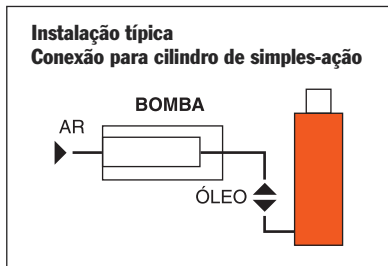 Instalação típica
Conexão para cilindro de simples-ação
BOMBA
AR
ÓLEO